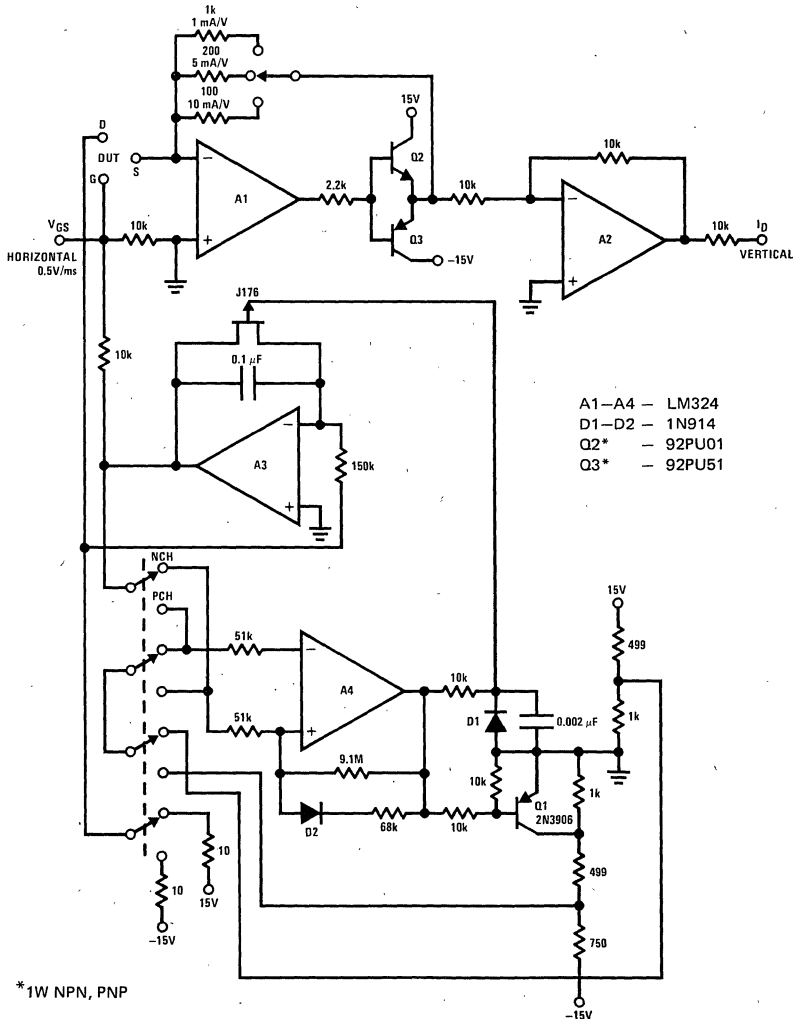 1k
1 mA/V
200
5 mA/V
100
10 mA/V
15V
D
DUT
S
G
A1
2.2k
Q2
Q3
-15V
10k
10k
A2
10k
ID
VERTICAL
VGS
HORIZONTAL
0.5V/ms
10k
J176
0.1 µF
10k
A3
150k
A1–A4 – LM324
D1–D2 – 1N914
Q2* – 92PU01
Q3* – 92PU51
NCH
PCH
51k
51k
A4
10k
D1
0.002 µF
15V
499
1k
9.1M
D2
68k
10k
10k
Q1
2N3906
1k
499
750
-15V
10
15V
10
-15V
*1W NPN, PNP